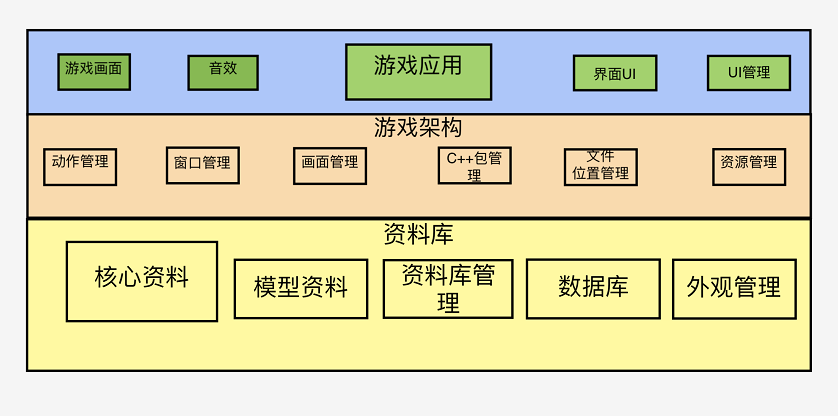 游戏画面
音效
游戏应用
界面UI
UI管理
游戏架构
动作管理
窗口管理
画面管理
C++包管
理
文件
位置管理
资源管理
资料库
核心资料
模型资料
资料库管
理
数据库
外观管理